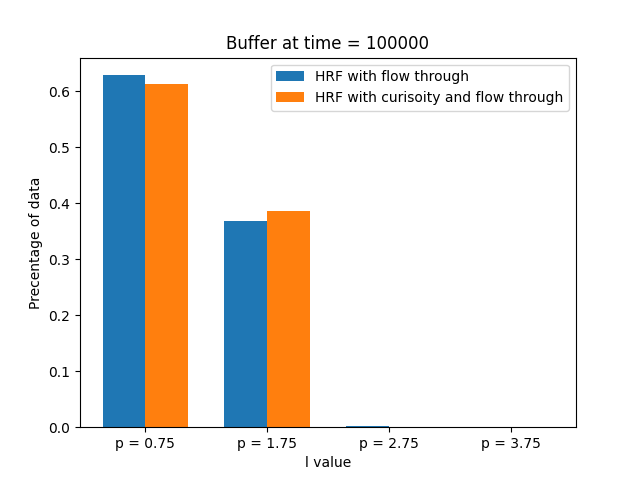 Buffer at time = 100000
HRF with flow through
HRF with curisoity and flow through
Precentage of data
0.6
0.5
0.4
0.3
0.2
0.1
0.0
p = 0.75 p = 1.75 p = 2.75 p = 3.75
l value